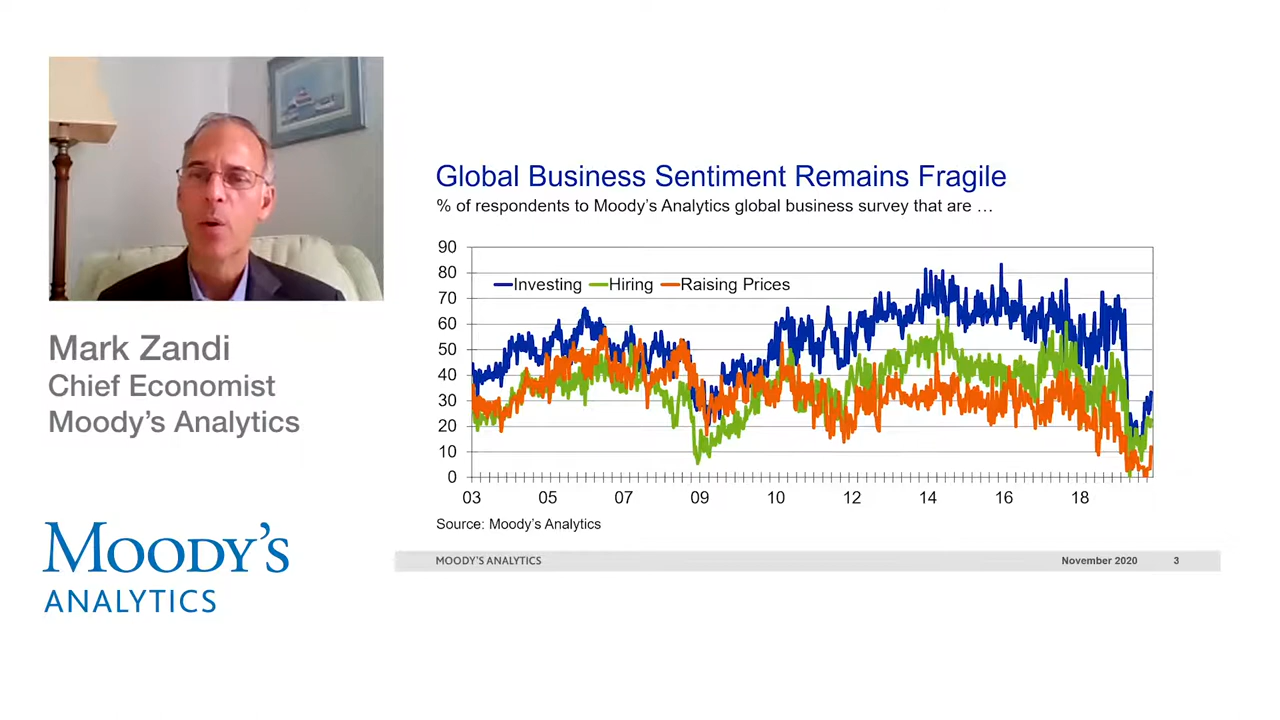 Mark Zandi
Chief Economist
Moody's Analytics
MOODY'S
ANALYTICS
Global Business Sentiment Remains Fragile
% of respondents to Moody's Analytics global business survey that are …
90
80
70
60
50
40
30
20
10
0
Investing Hiring Raising Prices
03 05 07 09 10 12 14 16 18
Source: Moody's Analytics
MOODY'S ANALYTICS November 2020 3